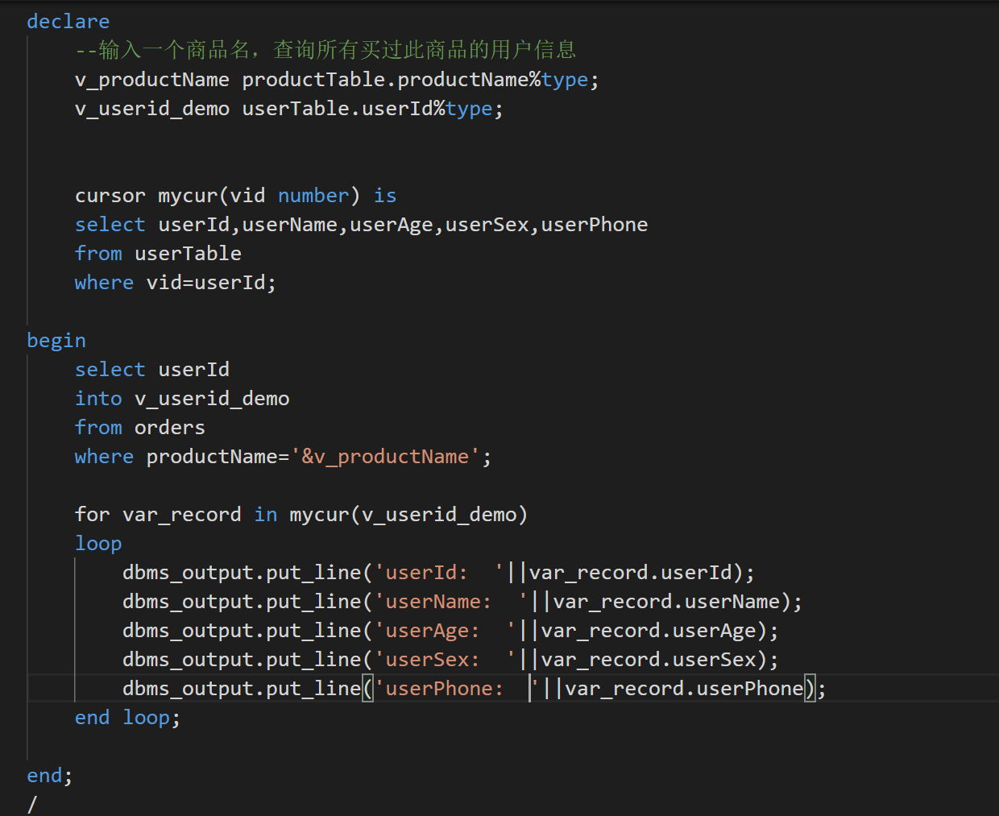 declare
--输入一个商品名，查询所有买过此商品的用户信息
v_productName productTable.productName%type;
v_userid_demo userTable.userId%type;
cursor mycur(vid number) is
select userId,userName,userAge,userSex,userPhone
from userTable
where vid=userId;
begin
select userId
into v_userid_demo
from orders
where productName='&v_productName';
for var_record in mycur(v_userid_demo)
loop
dbms_output.put_line('userId:  '||var_record.userId);
dbms_output.put_line('userName:  '||var_record.userName);
dbms_output.put_line('userAge:  '||var_record.userAge);
dbms_output.put_line('userSex:  '||var_record.userSex);
dbms_output.put_line('userPhone:  '||var_record.userPhone);
end loop;
end;
/